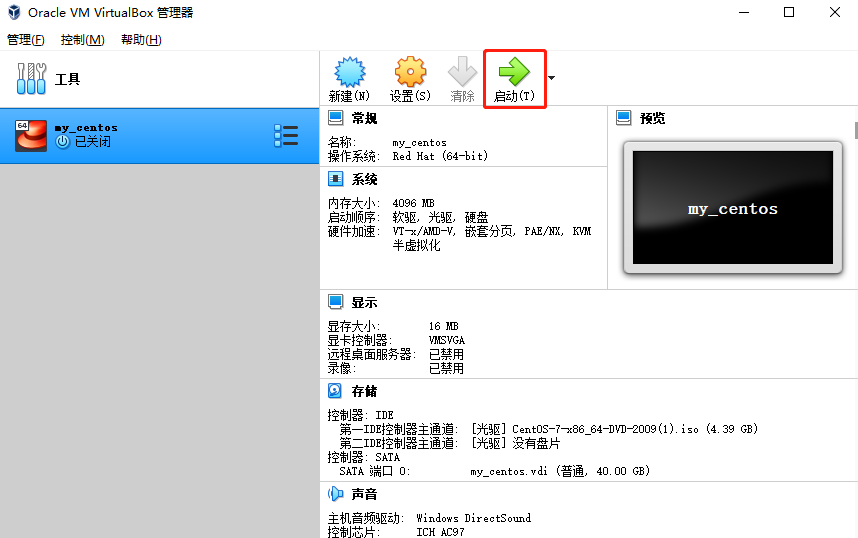 Oracle VM VirtualBox 管理器
管理(F) 控制(M) 帮助(H)
工具
新建(N) 设置(S) 清除 启动(T)
64
my_centos
已关闭
常规
名称: my_centos
操作系统: Red Hat (64-bit)
系统
内存大小: 4096 MB
启动顺序: 软驱, 光驱, 硬盘
硬件加速: VT-x/AMD-V, 嵌套分页, PAE/NX, KVM
半虚拟化
预览
my_centos
显示
显存大小: 16 MB
显卡控制器: VMSVGA
远程桌面服务器: 已禁用
录像: 已禁用
存储
控制器: IDE
第一IDE控制器主通道: [光驱] CentOS-7-x86_64-DVD-2009(1).iso (4.39 GB)
第二IDE控制器主通道: [光驱] 没有盘片
控制器: SATA
SATA 端口 0: my_centos.vdi (普通, 40.00 GB)
声音
主机音频驱动: Windows DirectSound
控制芯片: ICH AC97